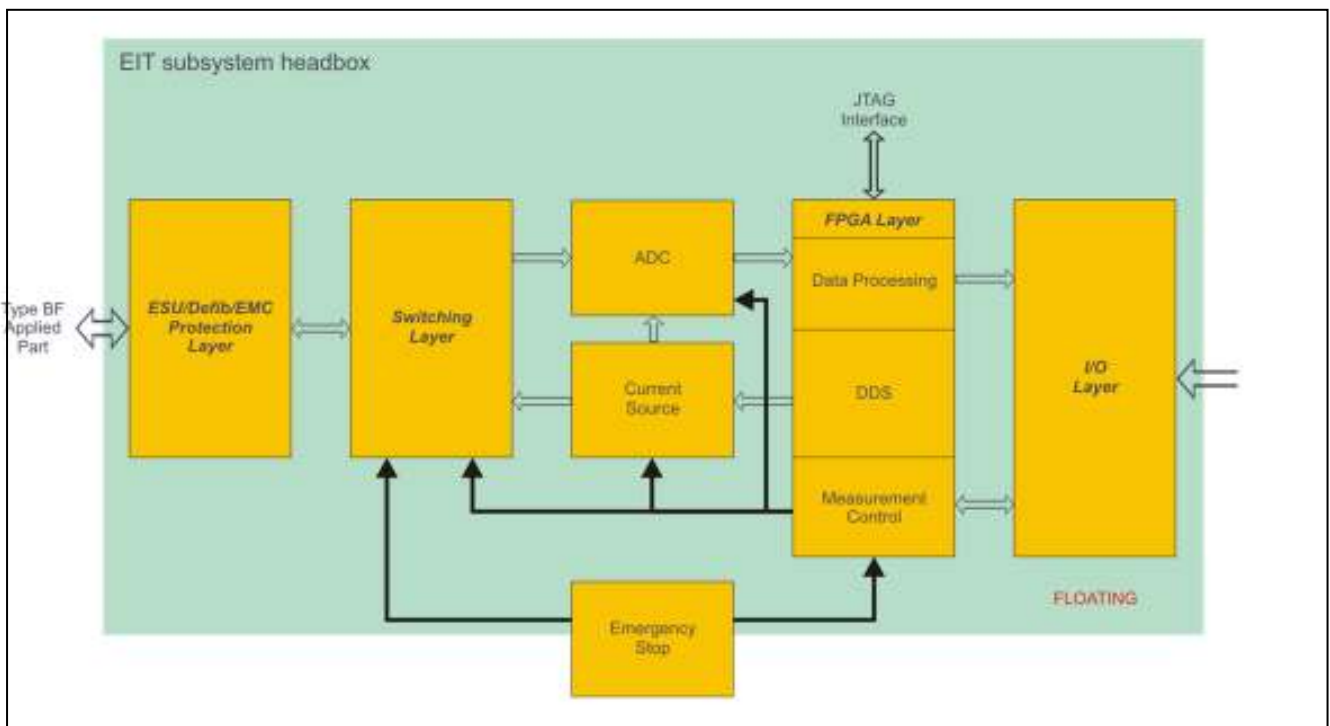 EIT subsystem headbox
JTAG
Interface
Type BF
Applied
Part
ESU/Defib/EMC
Protection
Layer
Switching
Layer
ADC
Current
Source
FPGA Layer
Data Processing
DDS
Measurement
Control
I/O
Layer
FLOATING
Emergency
Stop